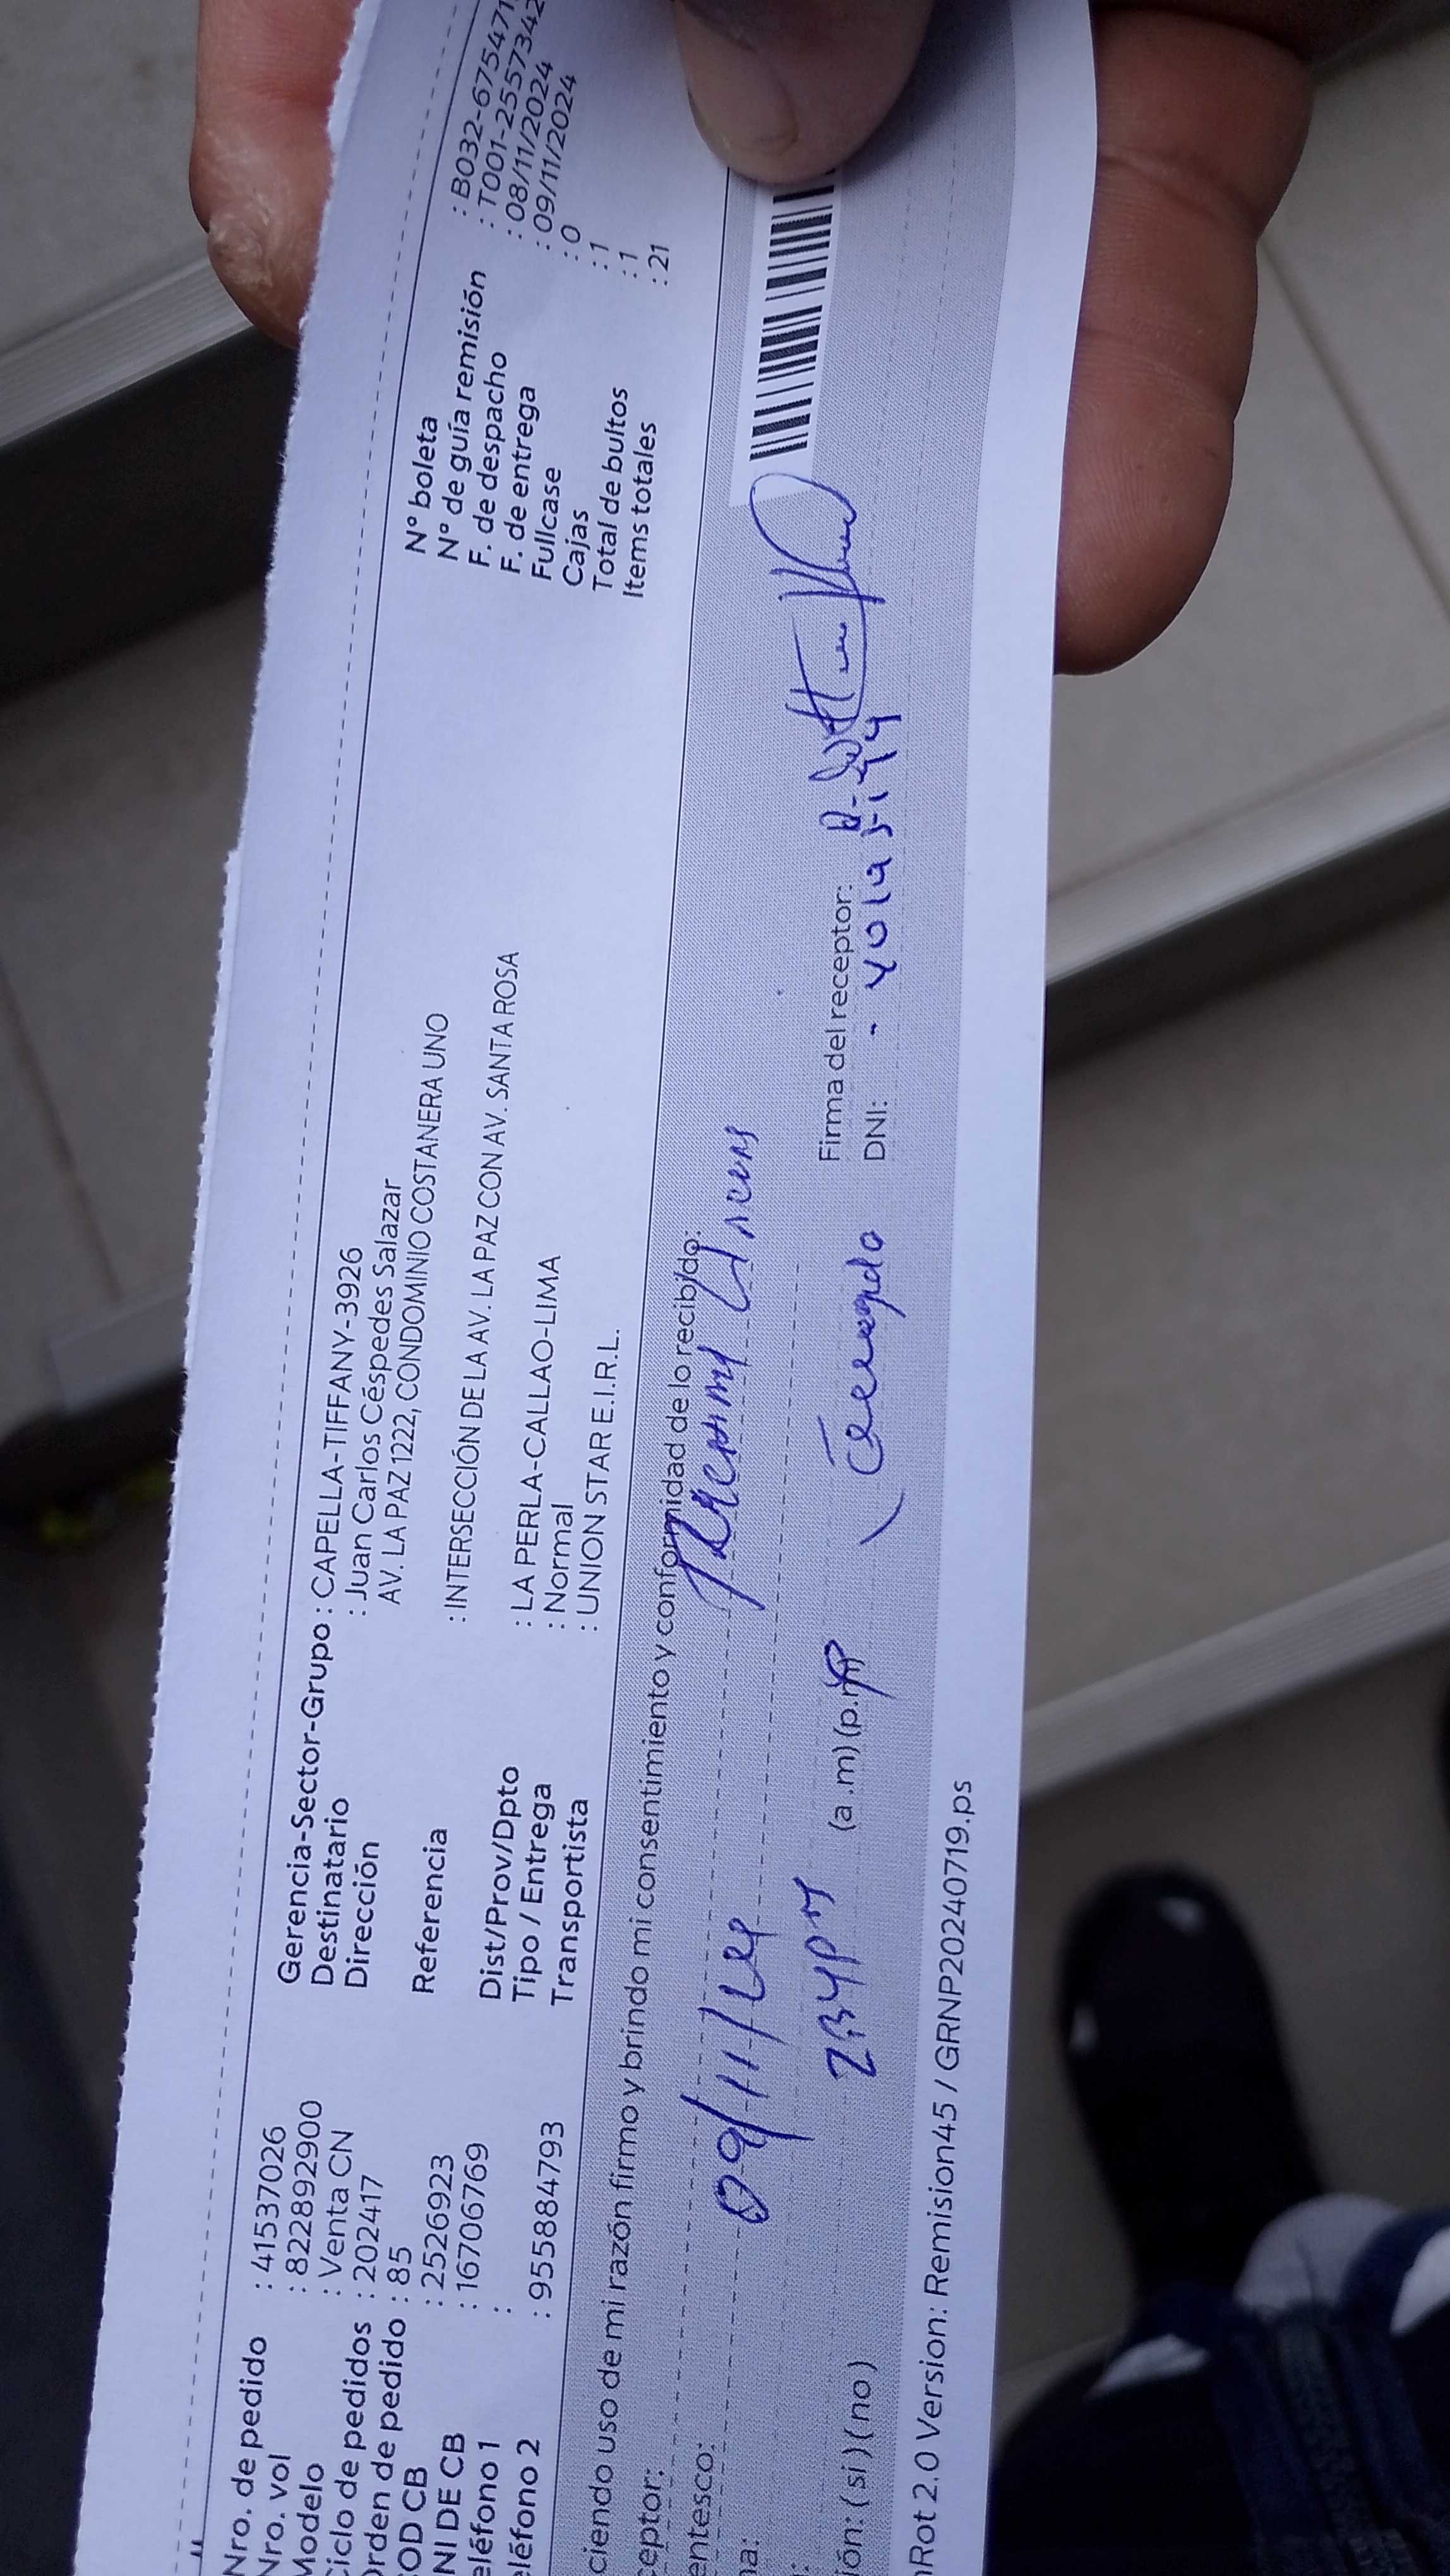 Nro. de pedido : 41537026
Nro. vol : 822892900
Modelo : Venta CN
iclo de pedidos : 202417
rden de pedido : 85
OD CB : 2526923
NI DE CB : 16706769
eléfono 1 :
eléfono 2 : 955884793
Gerencia-Sector-Grupo : CAPELLA-TIFFANY-3926
Destinatario : Juan Carlos Céspedes Salazar
Dirección AV. LA PAZ 1222, CONDOMINIO COSTANERA UNO
Referencia : INTERSECCIÓN DE LA AV. LA PAZ CON AV. SANTA ROSA
Dist/Prov/Dpto : LA PERLA-CALLAO-LIMA
Tipo / Entrega : Normal
Transportista : UNION STAR E.I.R.L.
N° boleta : B032-675471
N° de guía remisión : T001-2557342
F. de despacho : 08/11/2024
F. de entrega : 09/11/2024
Fullcase : 0
Cajas : 1
Total de bultos : 1
Items totales : 21
ciendo uso de mi razón firmo y brindo mi consentimiento y conformidad de lo recibido:
ceptor:
entesco: 09/11/24
na:
: 2:34pm (a .m) (p.m) Firma del receptor:
ión: ( si ) ( no ) DNI:
Rot 2.0 Version: Remision45 / GRNP20240719.ps